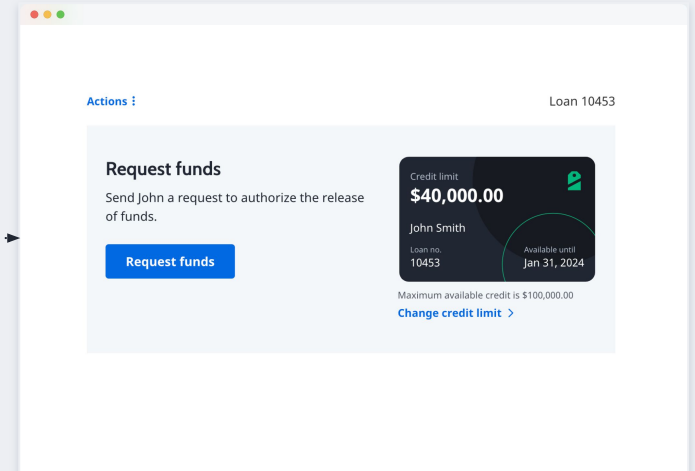 Actions
Loan 10453
Request funds
Send John a request to authorize the release
of funds.
Request funds
Credit limit
$40,000.00
John Smith
Loan no.
10453
Available until
Jan 31, 2024
Maximum available credit is $100,000.00
Change credit limit